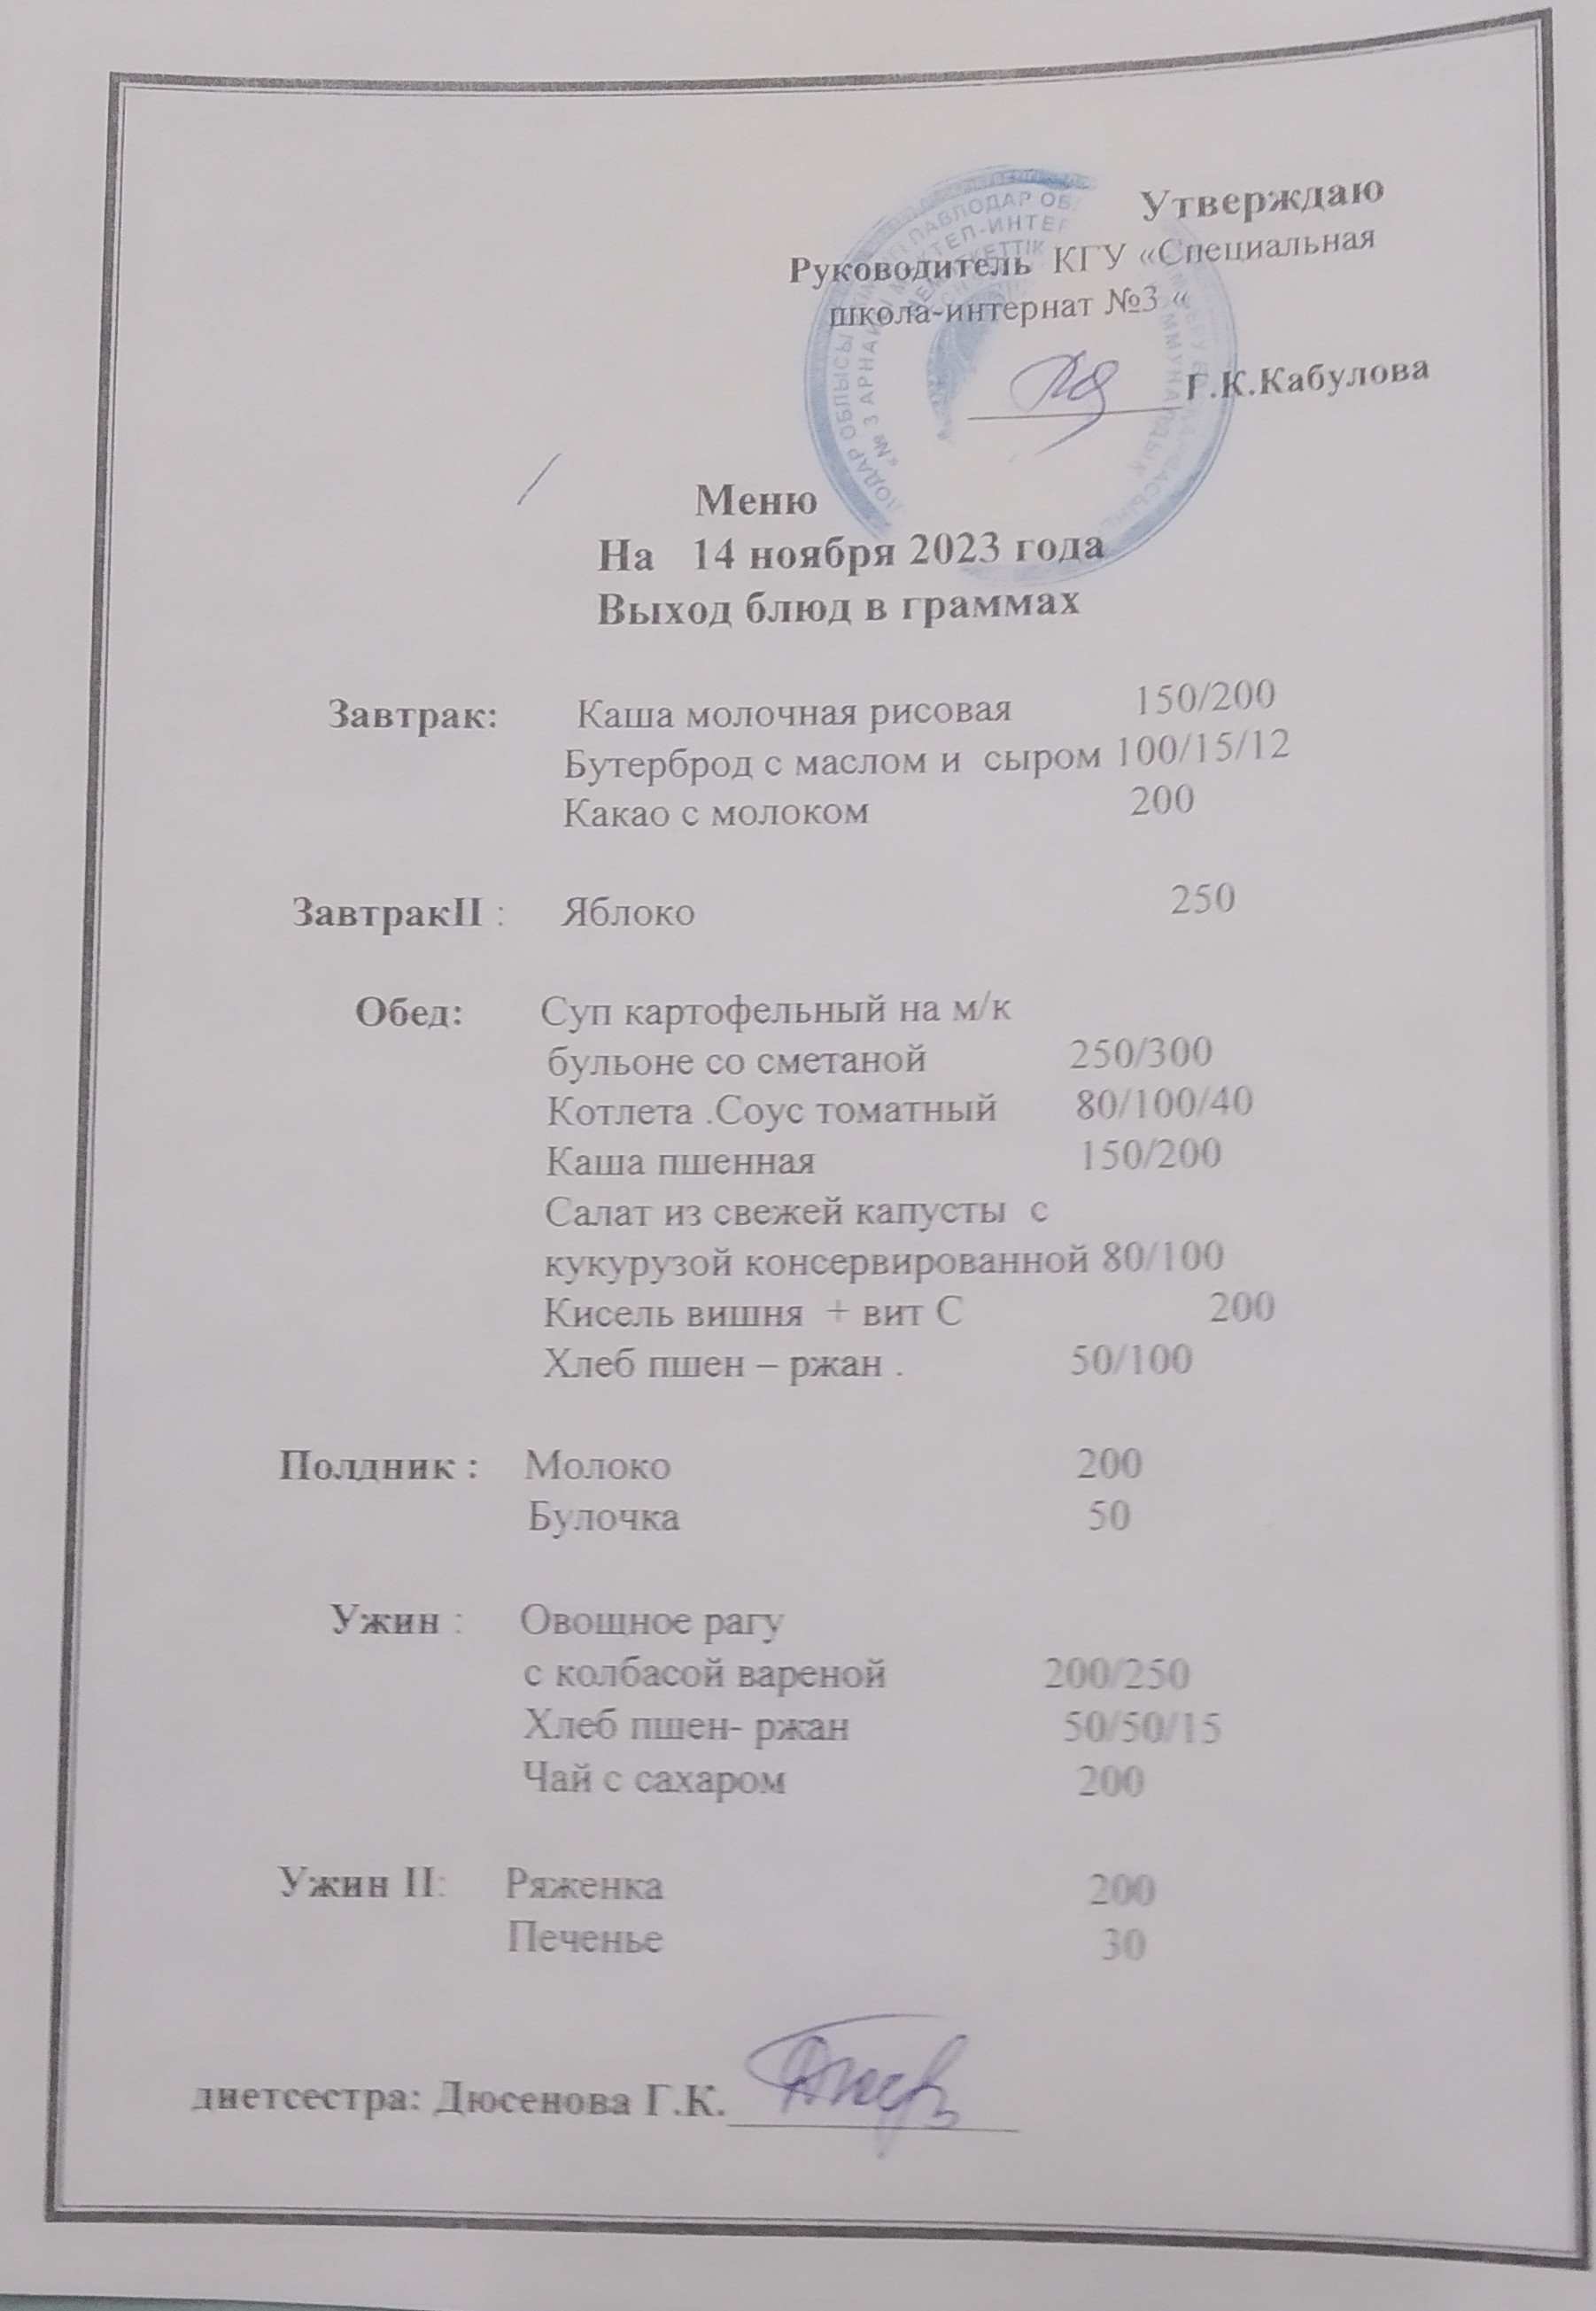 Утверждаю
Руководитель КГУ «Специальная
школа-интернат №3 «
Г.К.Кабулова
Меню
На 14 ноября 2023 года
Выход блюд в граммах
Завтрак: Каша молочная рисовая 150/200
Бутерброд с маслом и сыром 100/15/12
Какао с молоком 200
ЗавтракII : Яблоко 250
Обед: Суп картофельный на м/к
бульоне со сметаной 250/300
Котлета .Соус томатный 80/100/40
Каша пшенная 150/200
Салат из свежей капусты с
кукурузой консервированной 80/100
Кисель вишня + вит С 200
Хлеб пшен – ржан . 50/100
Полдник : Молоко 200
Булочка 50
Ужин : Овощное рагу
с колбасой вареной 200/250
Хлеб пшен- ржан 50/50/15
Чай с сахаром 200
Ужин II: Ряженка 200
Печенье 30
диетсестра: Дюсенова Г.К.